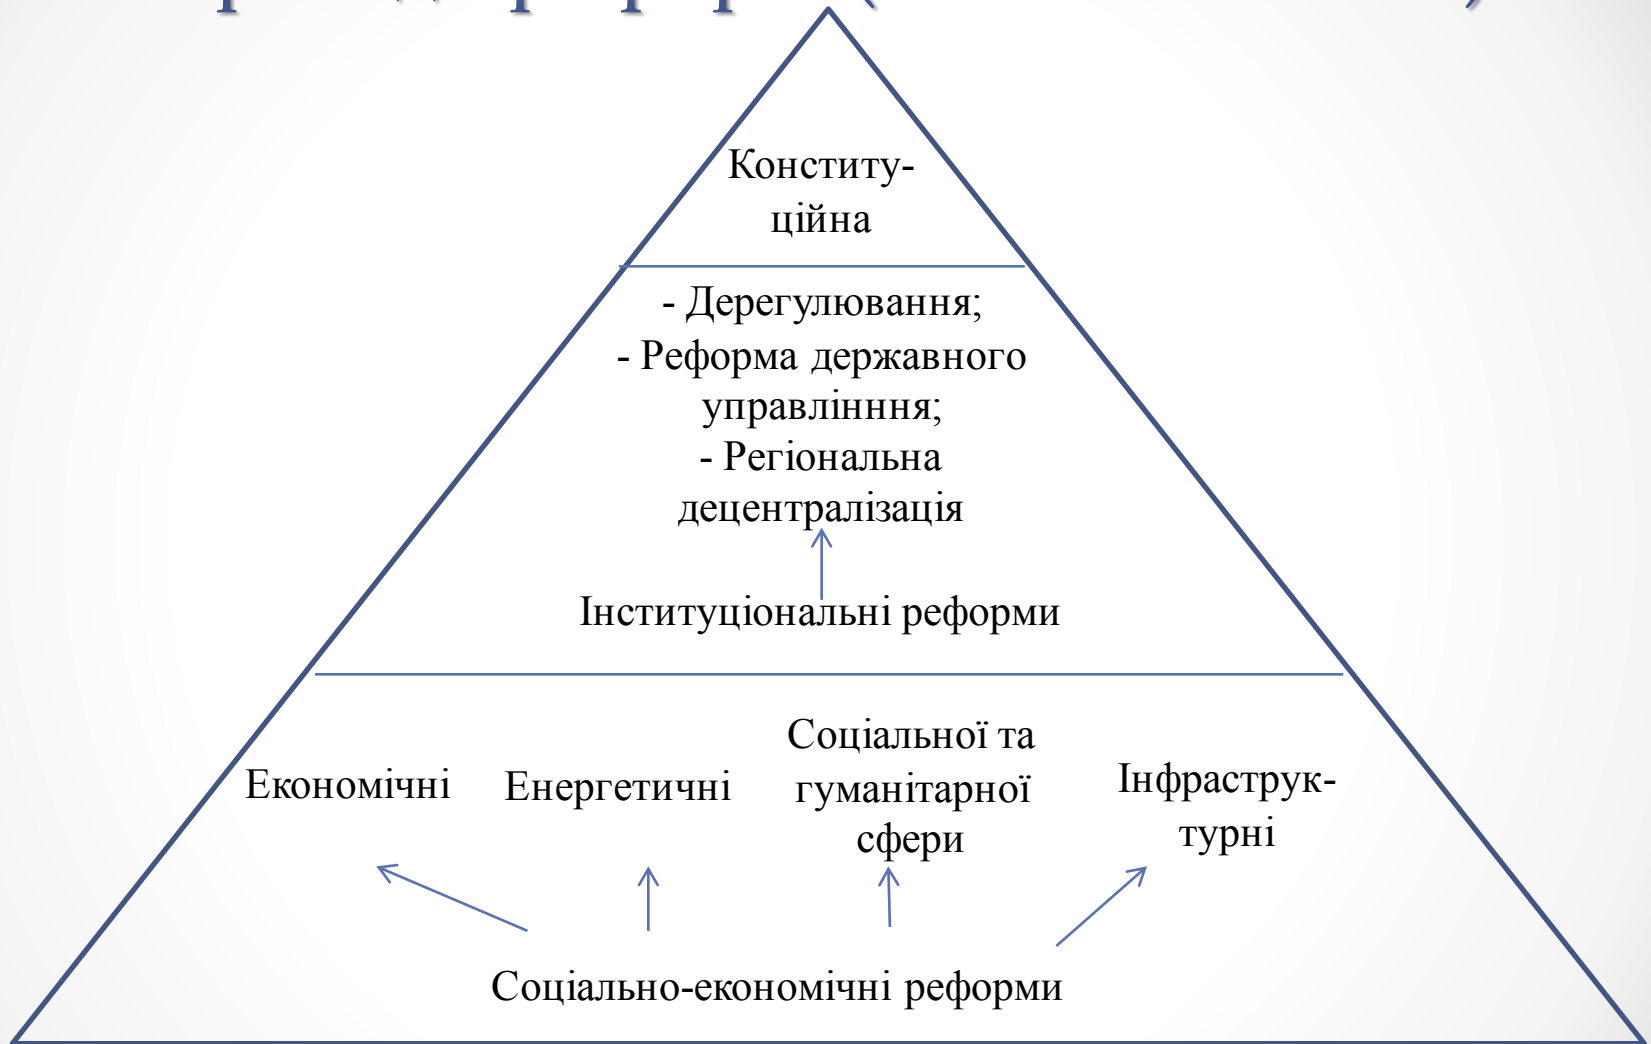 Конститу-
ційна
- Дерегулювання;
- Реформа державного
управлінння;
- Регіональна
децентралізація
Інституціональні реформи
Економічні
Енергетичні
Соціальної та
гуманітарної
сфери
Інфраструк-
турні
Соціально-економічні реформи